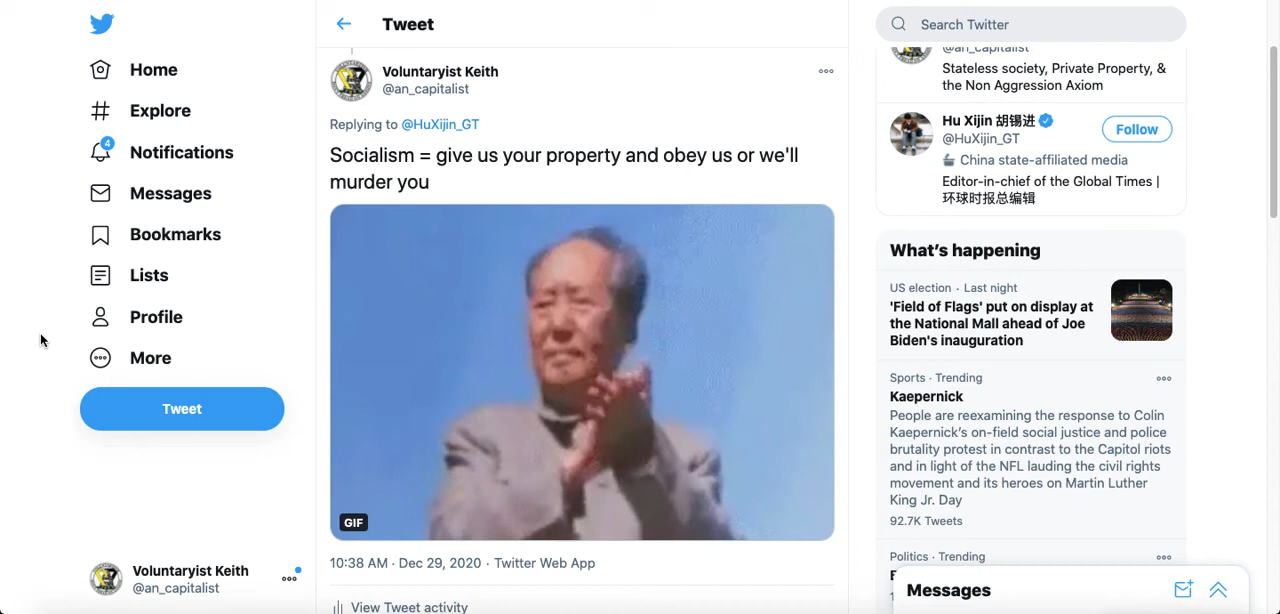 Home
Explore
4
Notifications
Messages
Bookmarks
Lists
Profile
More
Tweet
Voluntaryist Keith
@an_capitalist
Tweet
Voluntaryist Keith
@an_capitalist
Replying to @HuXijin_GT
Socialism = give us your property and obey us or we'll
murder you
GIF
10:38 AM · Dec 29, 2020 · Twitter Web App
View Tweet activity
Search Twitter
@an_capitalist
Stateless society, Private Property, &
the Non Aggression Axiom
Hu Xijin 胡锡进
@HuXijin_GT
Follow
China state-affiliated media
Editor-in-chief of the Global Times |
环球时报总编辑
What's happening
US election · Last night
'Field of Flags' put on display at
the National Mall ahead of Joe
Biden's inauguration
Sports · Trending
Kaepernick
People are reexamining the response to Colin
Kaepernick's on-field social justice and police
brutality protest in contrast to the Capitol riots
and in light of the NFL lauding the civil rights
movement and its heroes on Martin Luther
King Jr. Day
92.7K Tweets
Politics · Trending
Messages